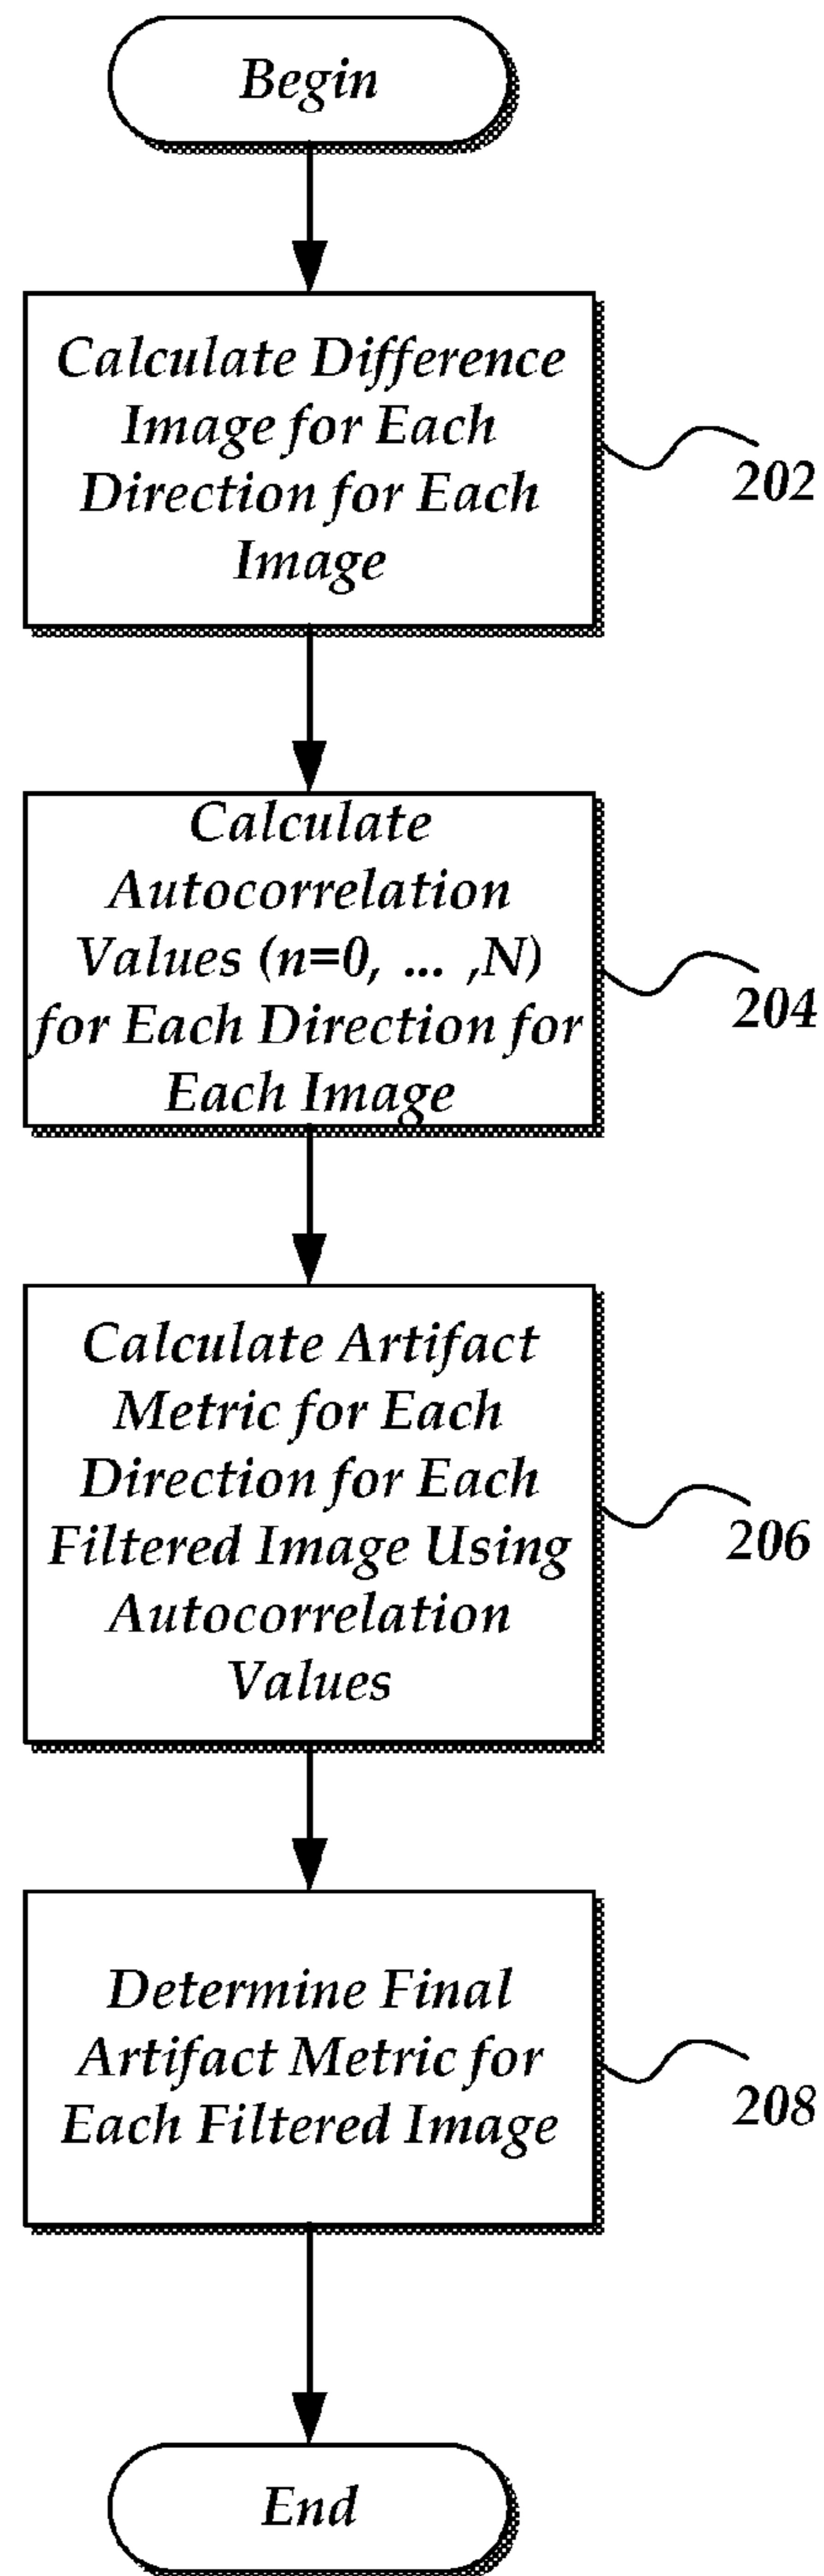 Begin
Calculate Difference
Image for Each
Direction for Each
Image
202
Calculate
Autocorrelation
Values (n=0, ... ,N)
for Each Direction for
Each Image
204
Calculate Artifact
Metric for Each
Direction for Each
Filtered Image Using
Autocorrelation
Values
206
Determine Final
Artifact Metric for
Each Filtered Image
208
End